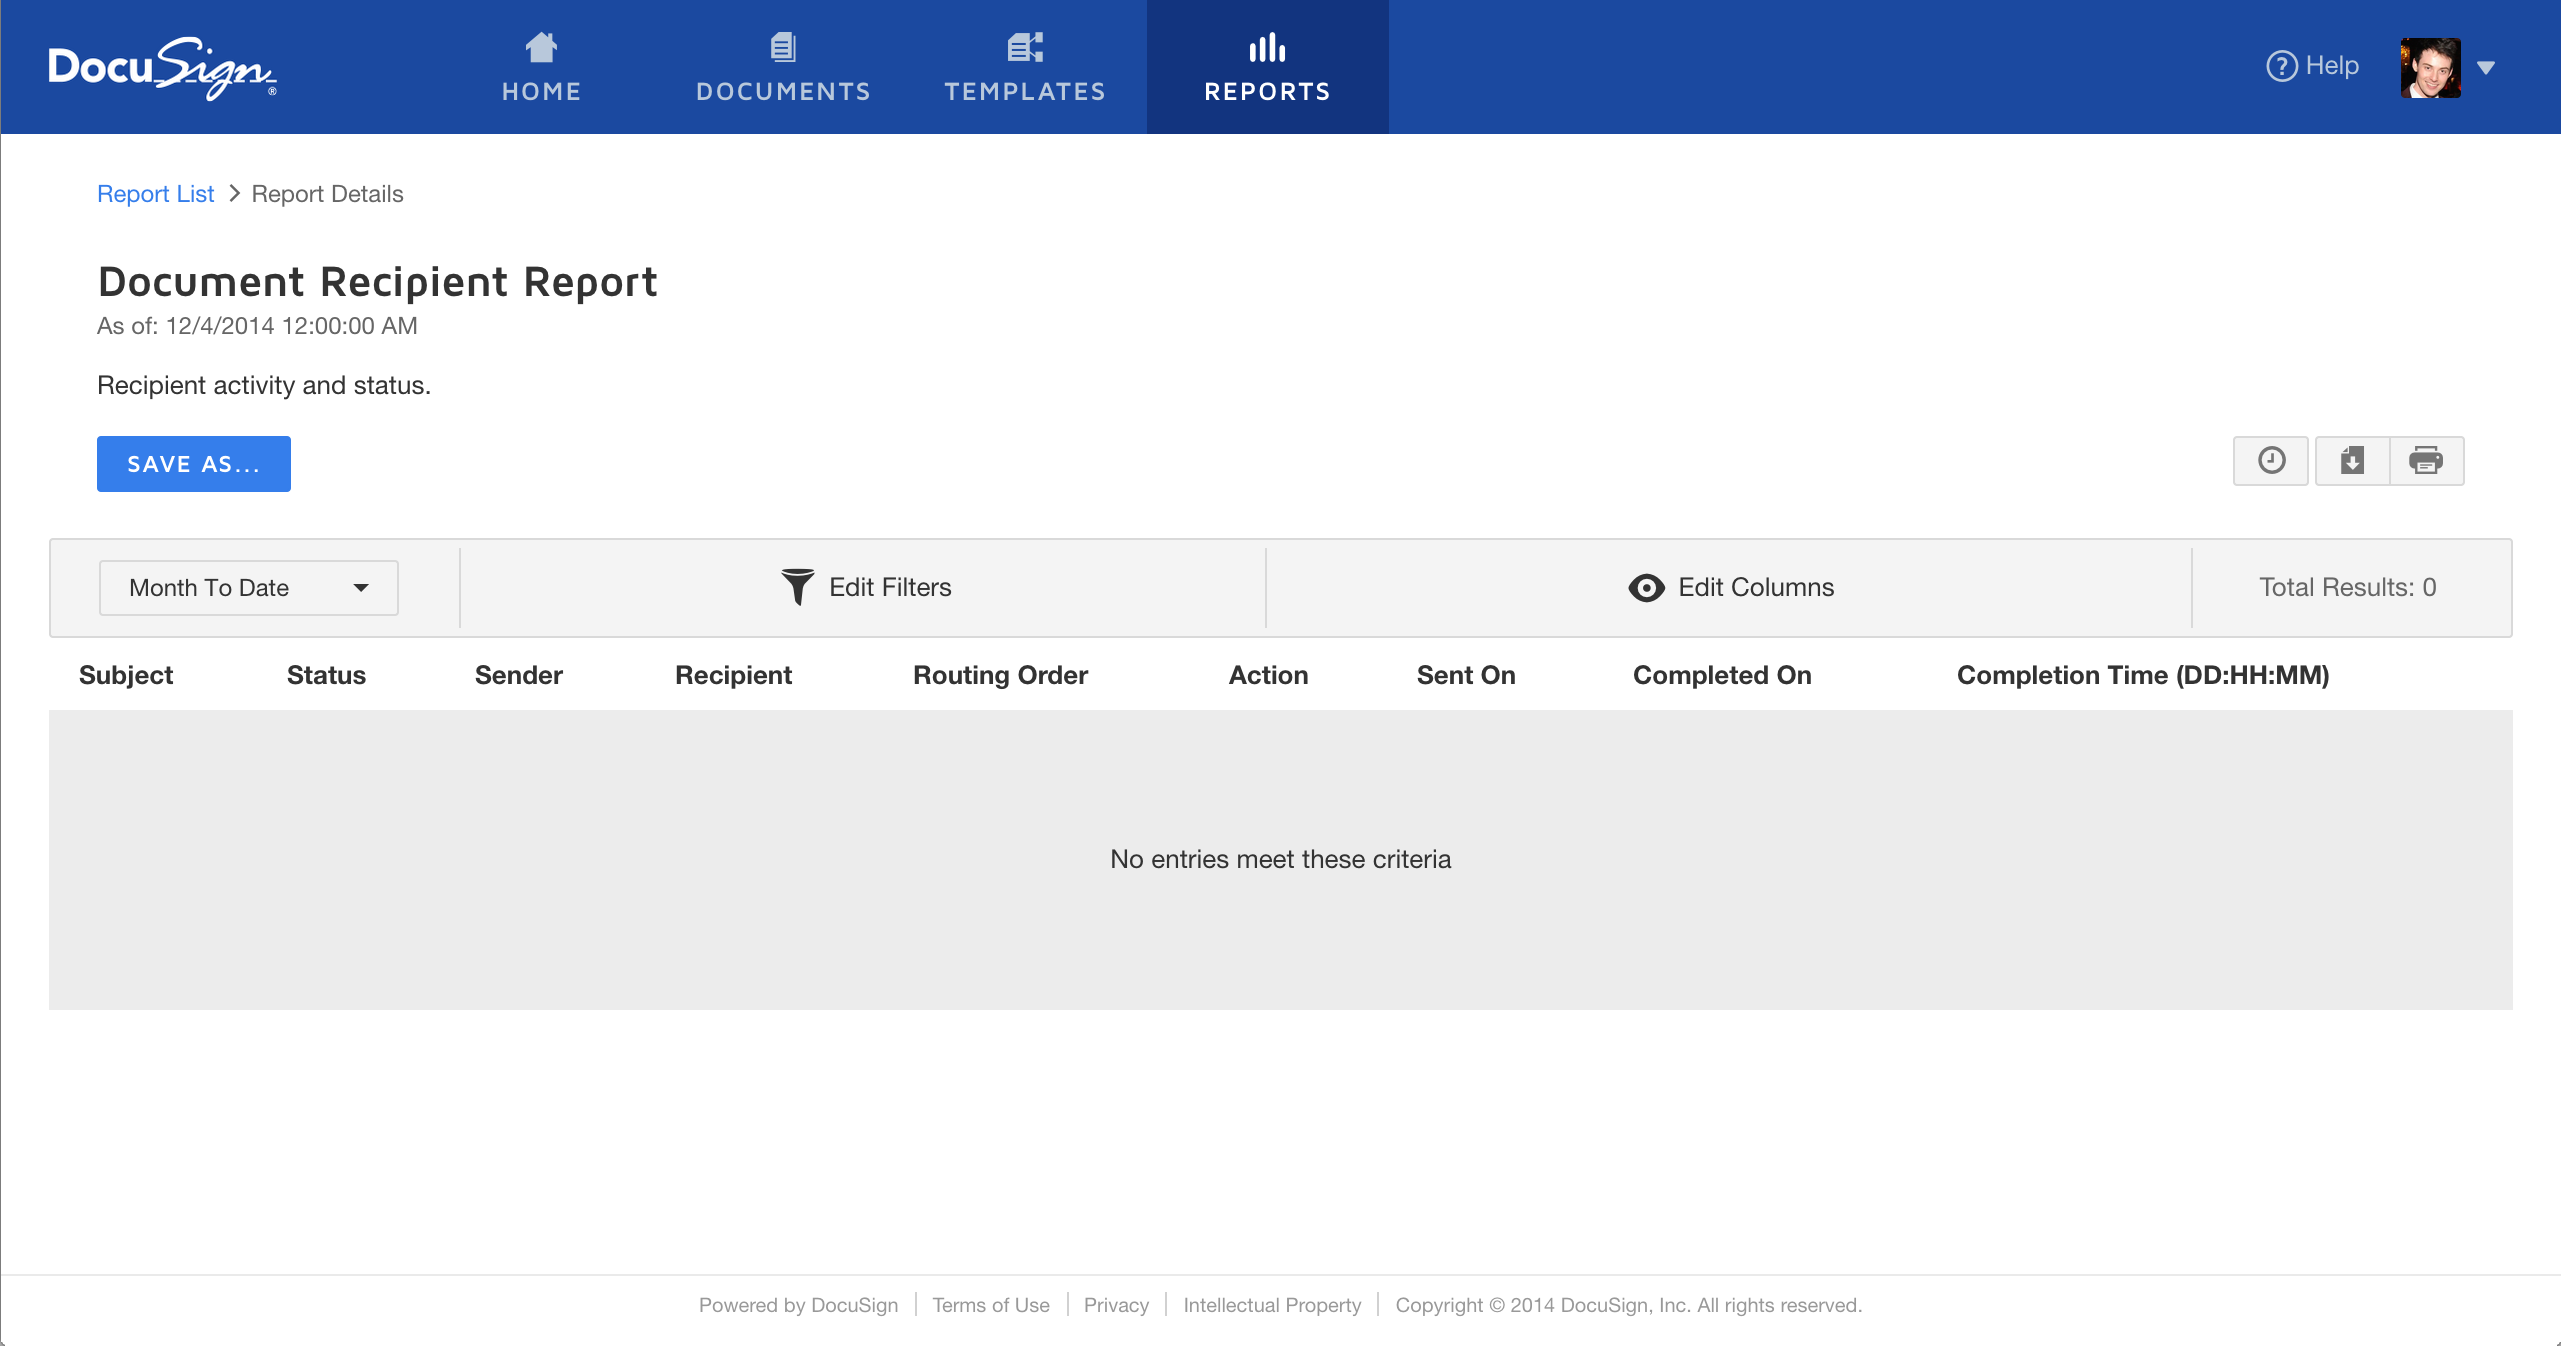 DocuSign®
HOME
DOCUMENTS
TEMPLATES
REPORTS
? Help
Report List > Report Details
Document Recipient Report
As of: 12/4/2014 12:00:00 AM
Recipient activity and status.
SAVE AS...
Month To Date
Edit Filters
Edit Columns
Total Results: 0
Subject Status Sender Recipient Routing Order Action Sent On Completed On Completion Time (DD:HH:MM)
No entries meet these criteria
Powered by DocuSign | Terms of Use | Privacy | Intellectual Property | Copyright © 2014 DocuSign, Inc. All rights reserved.